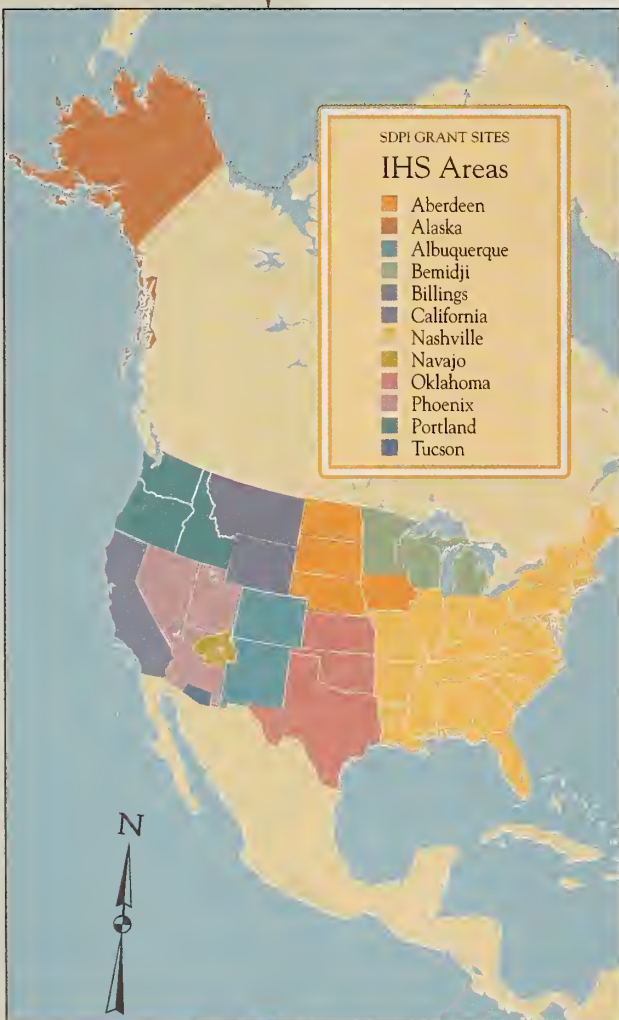 SDPI GRANT SITES
IHS Areas
Aberdeen
Alaska
Albuquerque
Bemidji
Billings
California
Nashville
Navajo
Oklahoma
Phoenix
Portland
Tucson
N